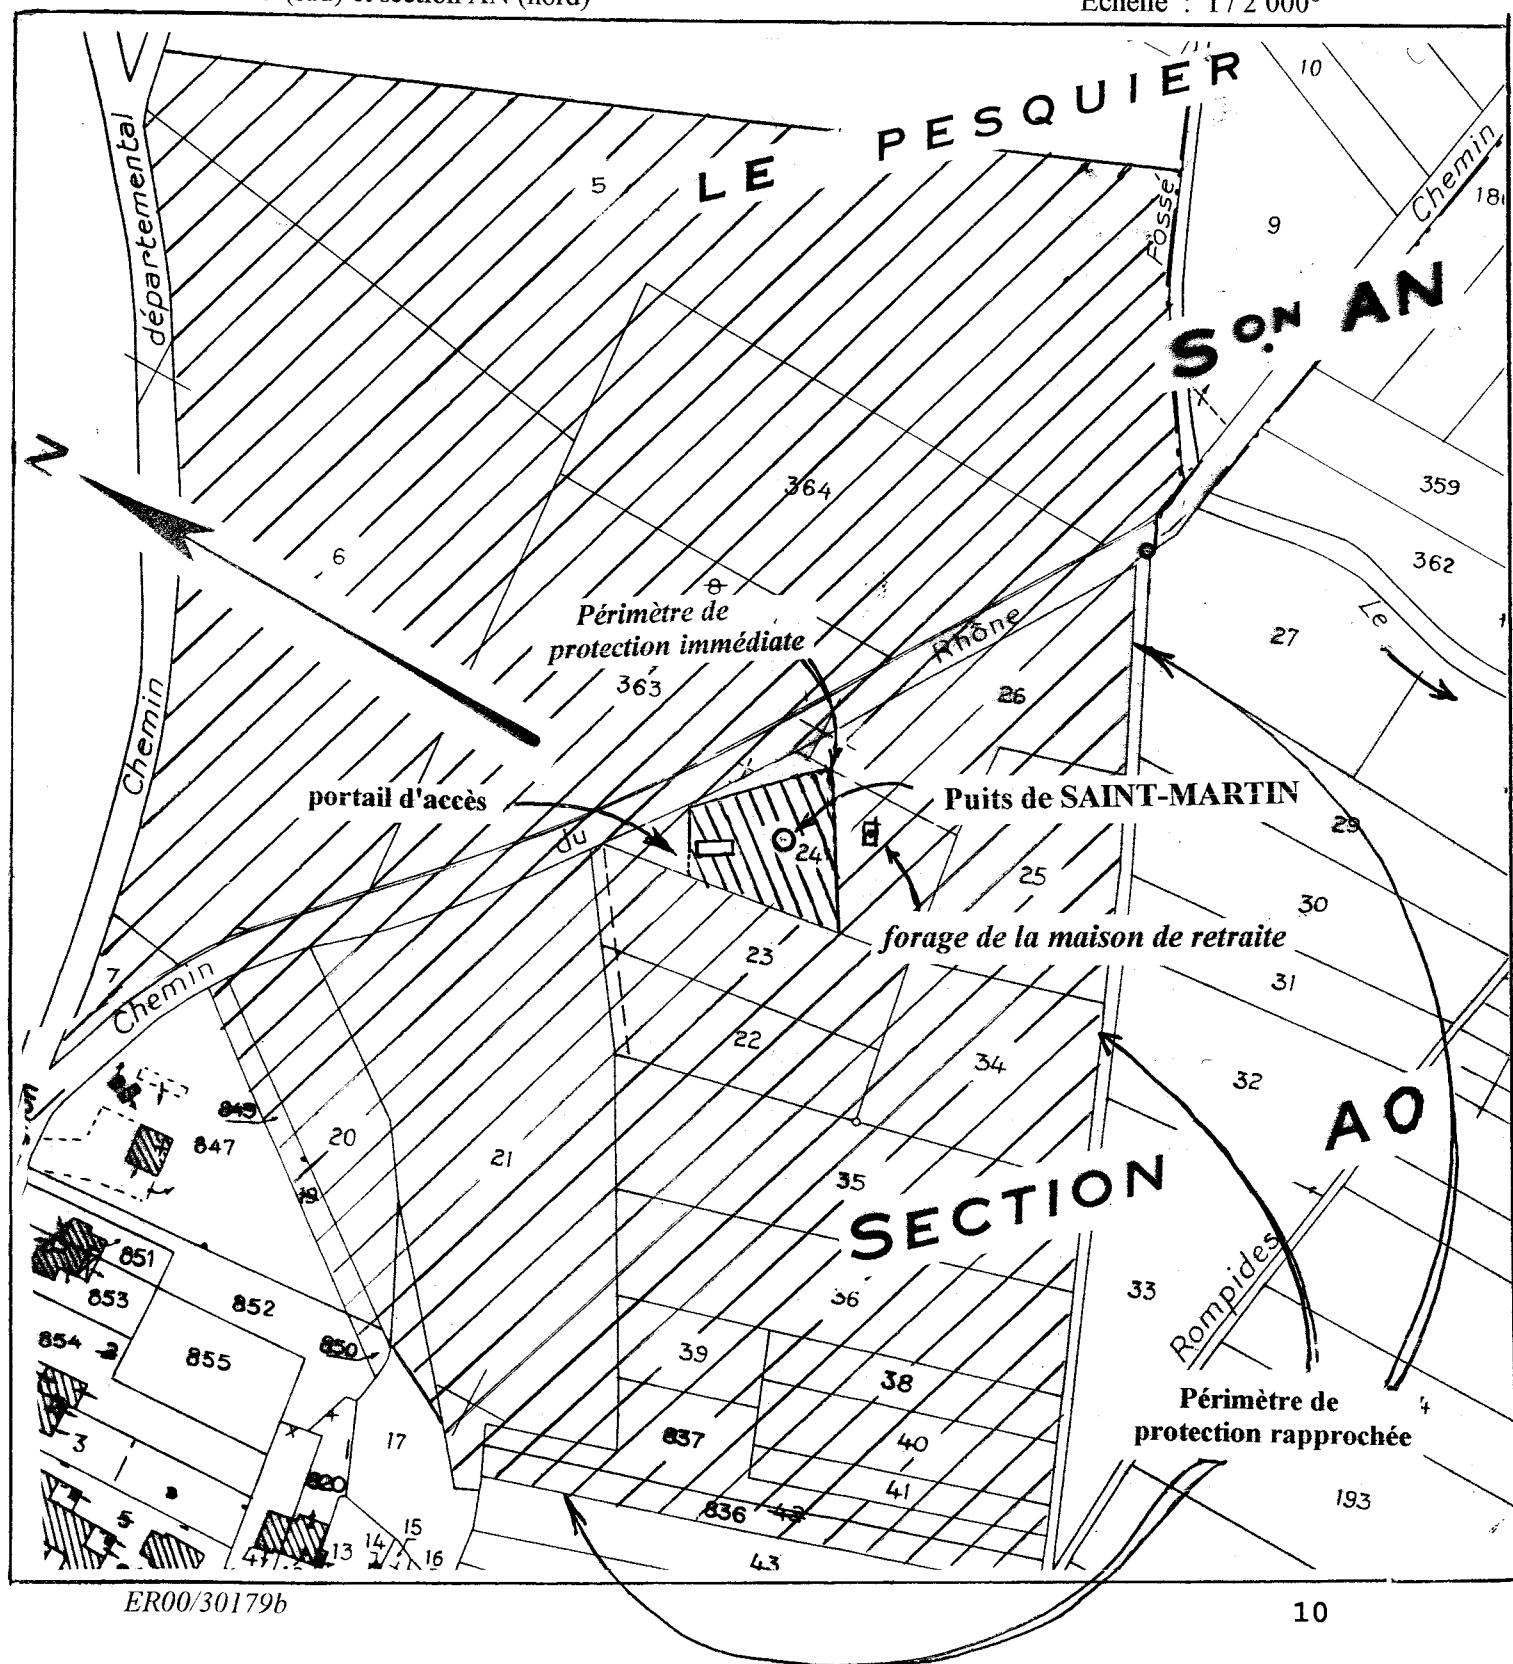 et section AN (nord)
Echelle : 1 / 2 000°
LE PESQUIER
10
Chemin
départemental
5
Fossé
9
S ON AN
N
364
359
6
362
8
Périmètre de
protection immédiate
Rhône
Le
27
363
26
Chemin
portail d'accès
Puits de SAINT-MARTIN
du
24
29
25
30
forage de la maison de retraite
23
7
Chemin
31
22
34
32
849
847
20
21
AO
19
35
SECTION
851
853
852
36
33
Rompides
854
855
850
39
38
Périmètre de
protection rapprochée
4
3
17
837
40
820
41
193
5
836
42
15
14
13
16
4
43
ER00/30179b
10